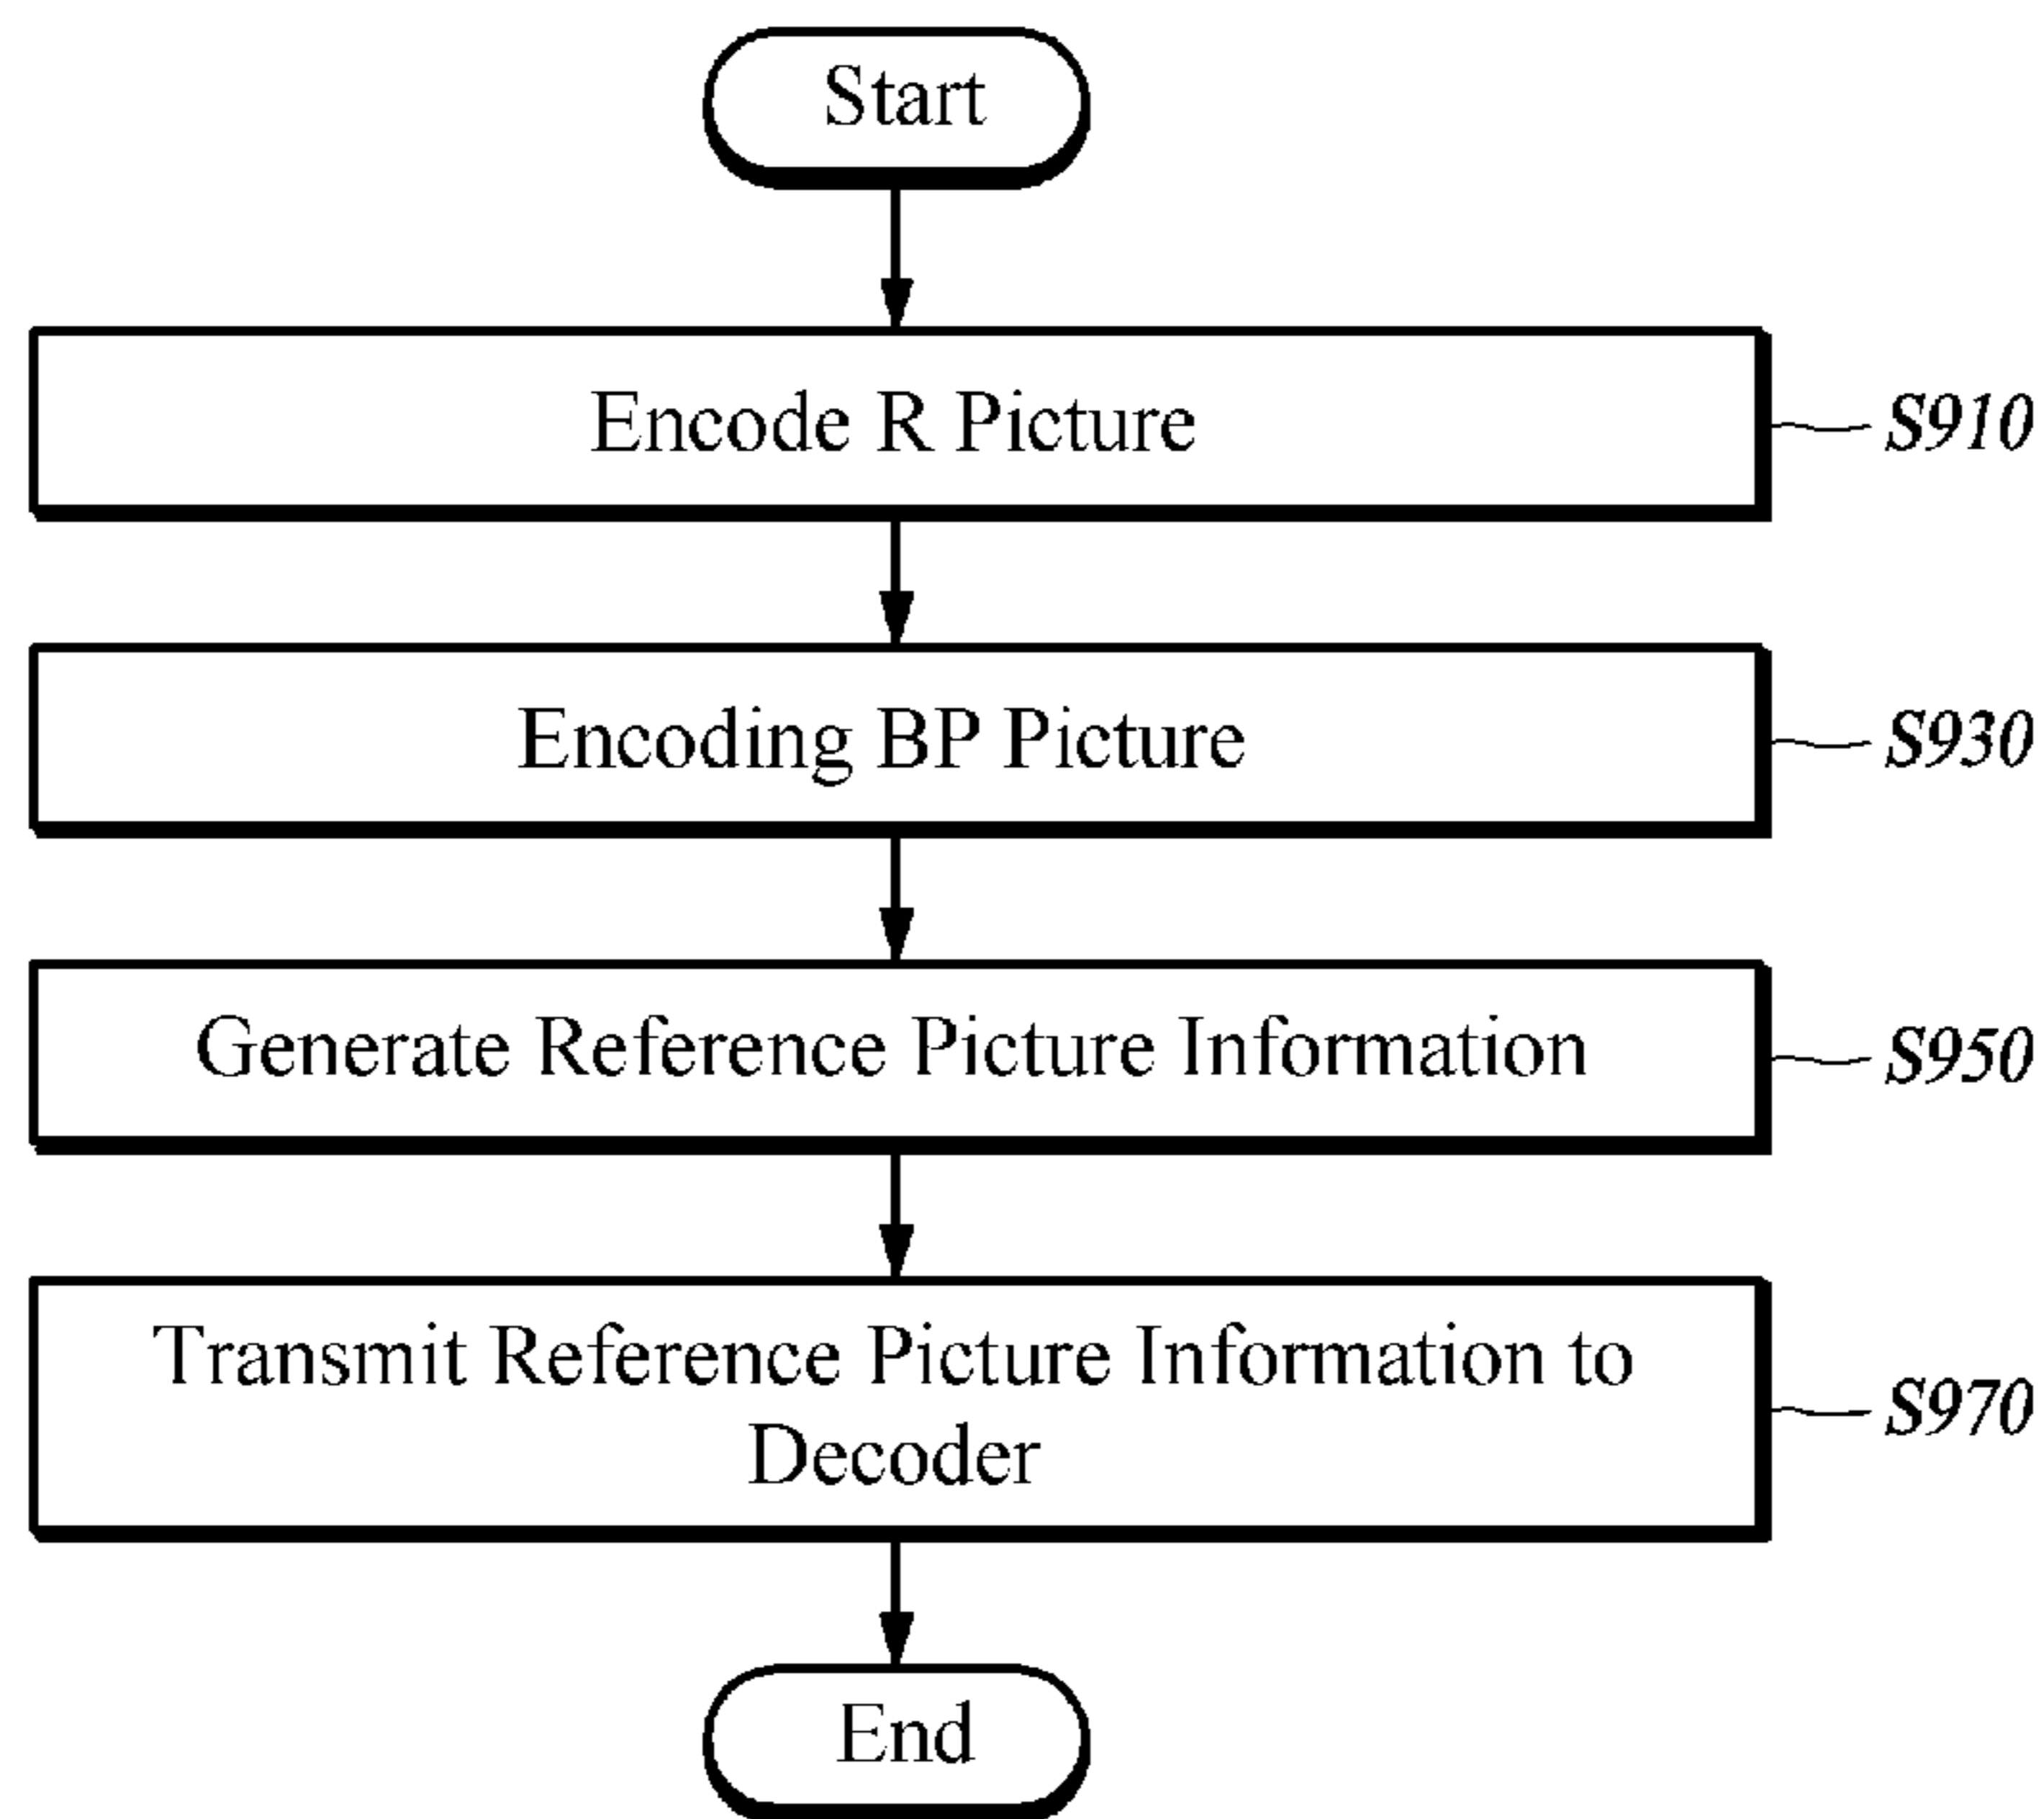 Start
Encode R Picture
S910
Encoding BP Picture
S930
Generate Reference Picture Information
S950
Transmit Reference Picture Information to
Decoder
S970
End